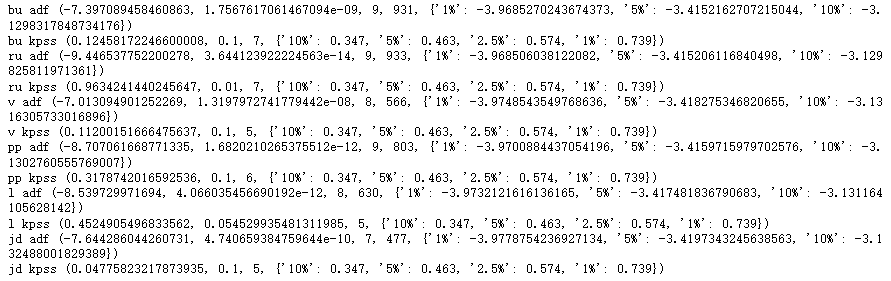 bu adf (-7.397089458460863, 1.7567617061467094e-09, 9, 931, {'1%': -3.9685270243674373, '5%': -3.4152162707215044, '10%': -3.
1298317848734176})
bu kpss (0.12458172246600008, 0.1, 7, {'10%': 0.347, '5%': 0.463, '2.5%': 0.574, '1%': 0.739})
ru adf (-9.446537752200278, 3.644123922224563e-14, 9, 933, {'1%': -3.968506038122082, '5%': -3.415206116840498, '10%': -3.129
825811971361})
ru kpss (0.9634241440245647, 0.01, 7, {'10%': 0.347, '5%': 0.463, '2.5%': 0.574, '1%': 0.739})
v adf (-7.013094901252269, 1.3197972741779442e-08, 8, 566, {'1%': -3.9748543549768636, '5%': -3.418275346820655, '10%': -3.13
16305733016896})
v kpss (0.11200151666475637, 0.1, 5, {'10%': 0.347, '5%': 0.463, '2.5%': 0.574, '1%': 0.739})
pp adf (-8.707061668771335, 1.6820210265375512e-12, 9, 803, {'1%': -3.9700884437054196, '5%': -3.4159715979702576, '10%': -3.
1302760555769007})
pp kpss (0.3178742016592536, 0.1, 6, {'10%': 0.347, '5%': 0.463, '2.5%': 0.574, '1%': 0.739})
l adf (-8.539729971694, 4.066035456690192e-12, 8, 630, {'1%': -3.9732121616136165, '5%': -3.417481836790683, '10%': -3.131164
105628142})
l kpss (0.4524905496833562, 0.054529935481311985, 5, {'10%': 0.347, '5%': 0.463, '2.5%': 0.574, '1%': 0.739})
jd adf (-7.644286044260731, 4.740659384759644e-10, 7, 477, {'1%': -3.9778754236927134, '5%': -3.4197343245638563, '10%': -3.1
32488001829389})
jd kpss (0.04775823217873935, 0.1, 5, {'10%': 0.347, '5%': 0.463, '2.5%': 0.574, '1%': 0.739})